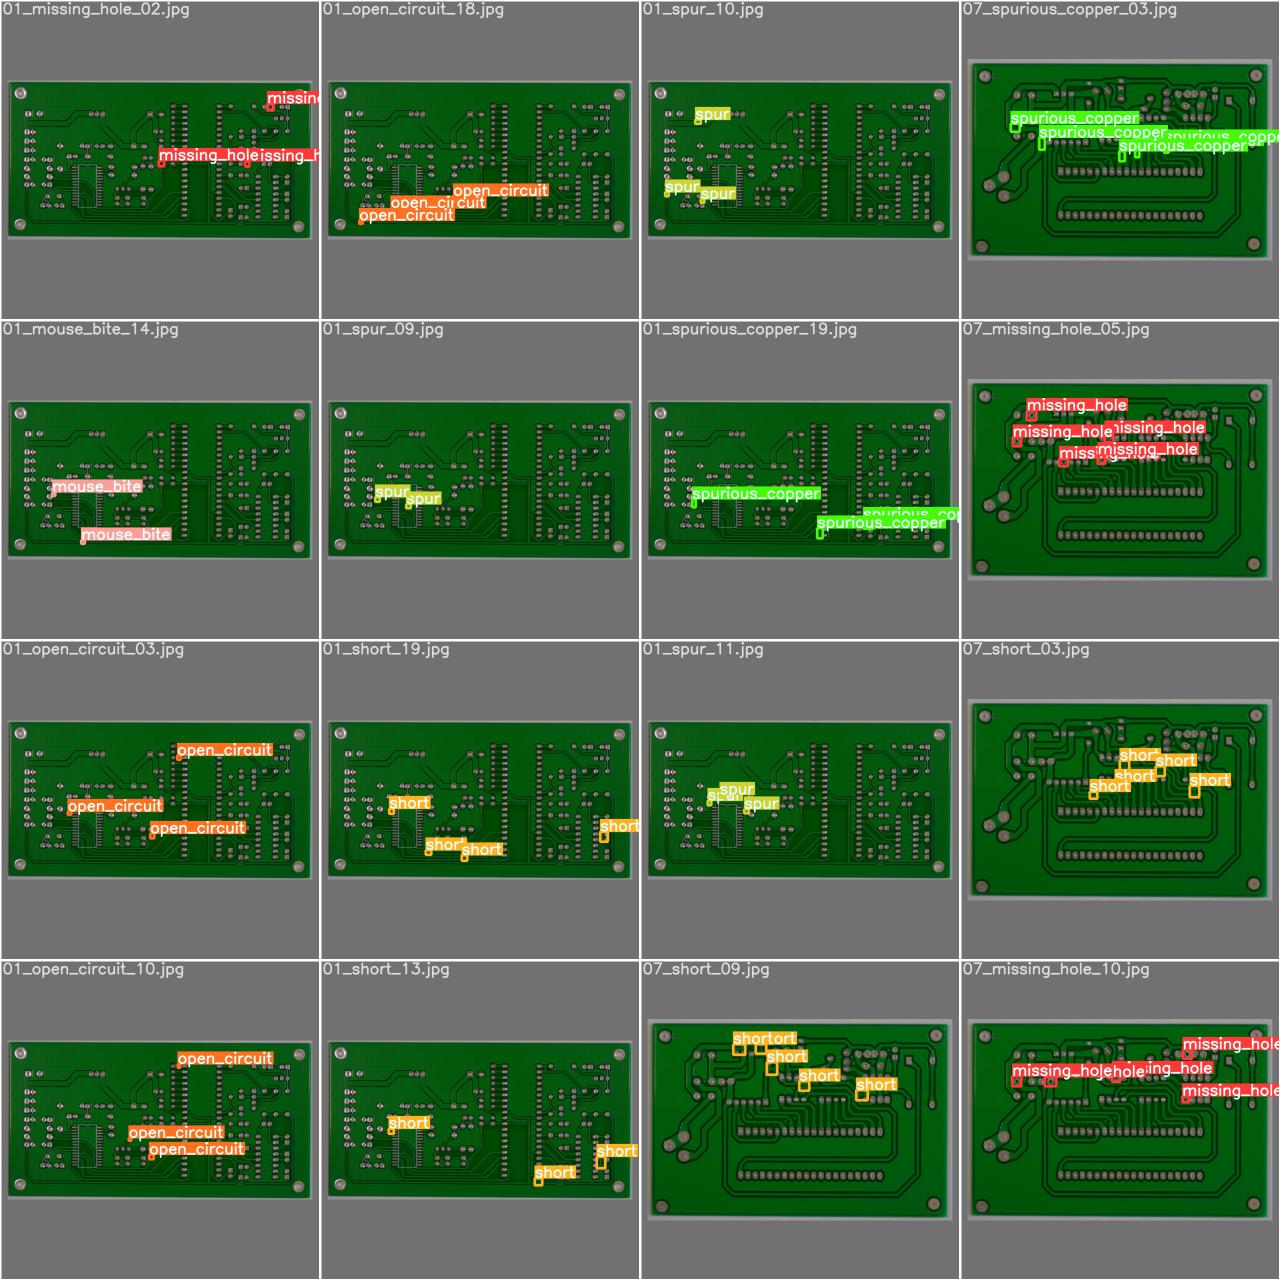 01_missing_hole_02.jpg
missing_hole
01_open_circuit_18.jpg
open_circuit
open_circuit
open_circuit
01_spur_10.jpg
spur
spur
spur
07_spurious_copper_03.jpg
spurious_copper
spurious_copper
spurious_copper
01_mouse_bite_14.jpg
mouse_bite
mouse_bite
01_spur_09.jpg
spur
spur
01_spurious_copper_19.jpg
spurious_copper
spurious_copper
07_missing_hole_05.jpg
missing_hole
missing_hole
missing_hole
missing_hole
01_open_circuit_03.jpg
open_circuit
open_circuit
open_circuit
01_short_19.jpg
short
short
short
short
01_spur_11.jpg
spur
spur
07_short_03.jpg
short
short
short
short
short
01_open_circuit_10.jpg
open_circuit
open_circuit
open_circuit
01_short_13.jpg
short
short
short
07_short_09.jpg
short
short
short
short
07_missing_hole_10.jpg
missing_hole
missing_hole
missing_hole